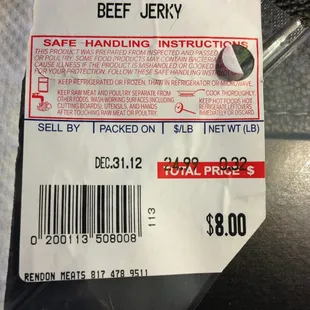 BEEF JERKY
SAFE HANDLING INSTRUCTIONS
THIS PRODUCT WAS PREPARED FROM INSPECTED AND PASSED
OR POULTRY. SOME FOOD PRODUCTS MAY CONTAIN BACTERIA
CAUSE ILLNESS IF THE PRODUCT IS MISHANDLED OR COOKED
FOR YOUR PROTECTION, FOLLOW THESE SAFE HANDLING INSTRUCTIONS.
KEEP REFRIGERATED OR FROZEN. THAW IN REFRIGERATOR OR MICROWAVE.
KEEP RAW MEAT AND POULTRY SEPARATE FROM
OTHER FOODS. WASH WORKING SURFACES INCLUDING
CUTTING BOARDS, UTENSILS, AND HANDS
AFTER TOUCHING RAW MEAT OR POULTRY.
COOK THOROUGHLY.
KEEP HOT FOODS HOT.
REFRIGERATE LEFTOVERS
IMMEDIATELY OR DISCARD
SELL BY PACKED ON $/LB NET WT (LB)
DEC.31.12 24.99 0.32
TOTAL PRICE $
$8.00
113
0 200113 508008
RENDON MEATS 817 478 9511